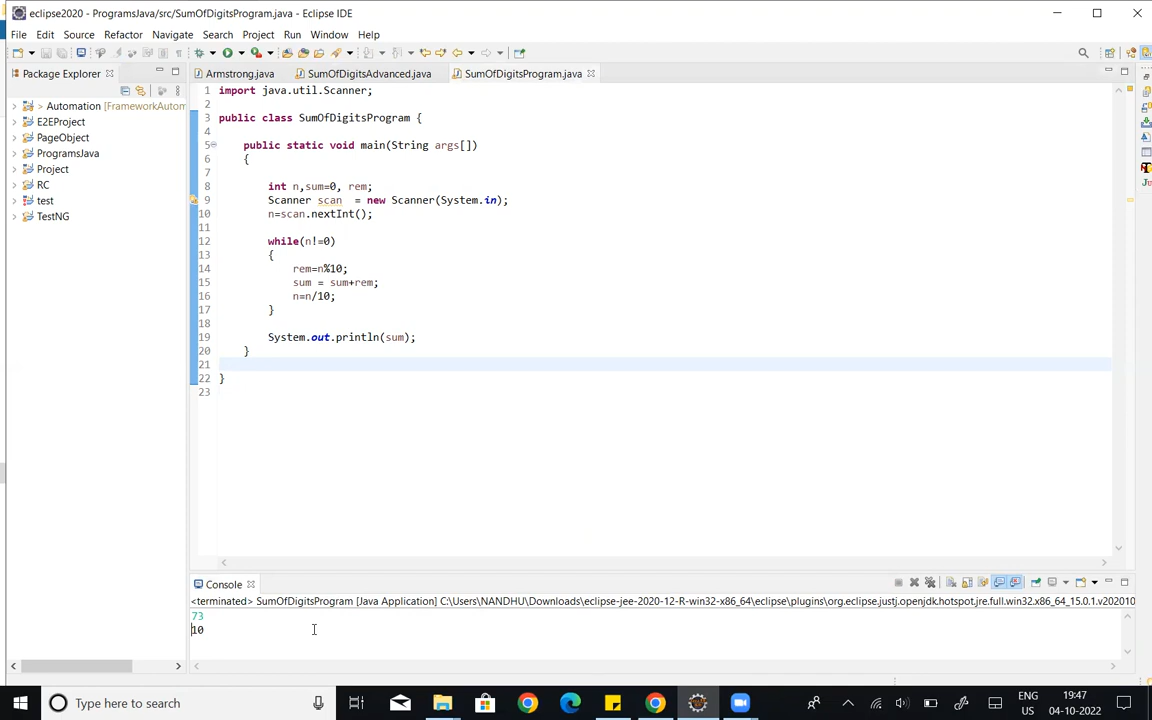 eclipse2020 - ProgramsJava/src/SumOfDigitsProgram.java - Eclipse IDE
File Edit Source Refactor Navigate Search Project Run Window Help
Package Explorer
Armstrong.java
SumOfDigitsAdvanced.java
SumOfDigitsProgram.java
> Automation [FrameworkAutom
E2EProject
PageObject
ProgramsJava
Project
RC
test
TestNG
1 import java.util.Scanner;
2
3 public class SumOfDigitsProgram {
4
5 public static void main(String args[])
6 {
7
8 int n,sum=0, rem;
9 Scanner scan  = new Scanner(System.in);
10 n=scan.nextInt();
11
12 while(n!=0)
13 {
14 rem=n%10;
15 sum = sum+rem;
16 n=n/10;
17 }
18
19 System.out.println(sum);
20 }
21
22 }
23
Console
<terminated> SumOfDigitsProgram [Java Application] C:\Users\NANDHU\Downloads\eclipse-jee-2020-12-R-win32-x86_64\eclipse\plugins\org.eclipse.justj.openjdk.hotspot.jre.full.win32.x86_64_15.0.1.v202010
73
10
Type here to search
ENG
US
19:47
04-10-2022